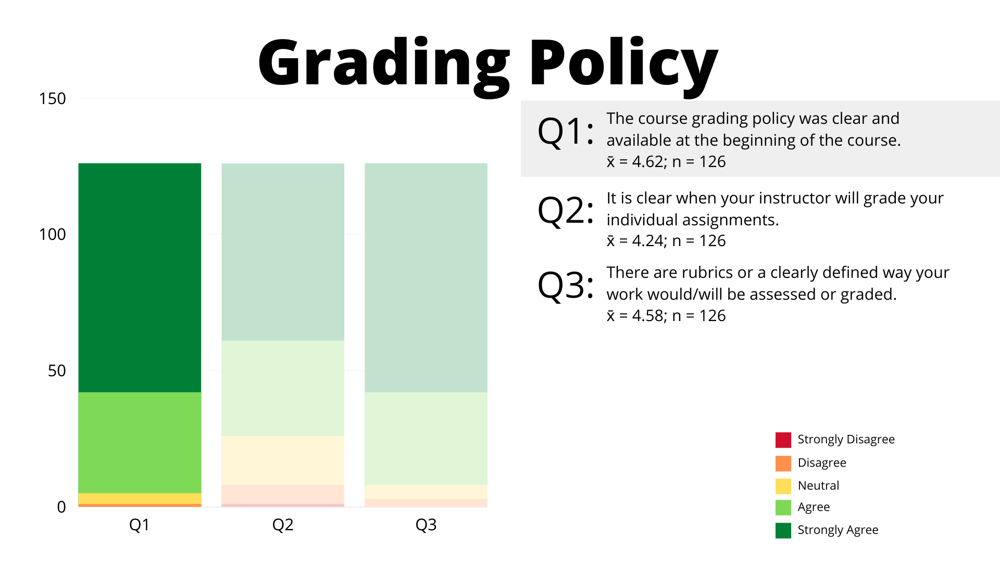 Grading Policy
150
100
50
0
Q1
Q2
Q3
Q1:
The course grading policy was clear and
available at the beginning of the course.
x̄ = 4.62; n = 126
Q2:
It is clear when your instructor will grade your
individual assignments.
x̄ = 4.24; n = 126
Q3:
There are rubrics or a clearly defined way your
work would/will be assessed or graded.
x̄ = 4.58; n = 126
Strongly Disagree
Disagree
Neutral
Agree
Strongly Agree